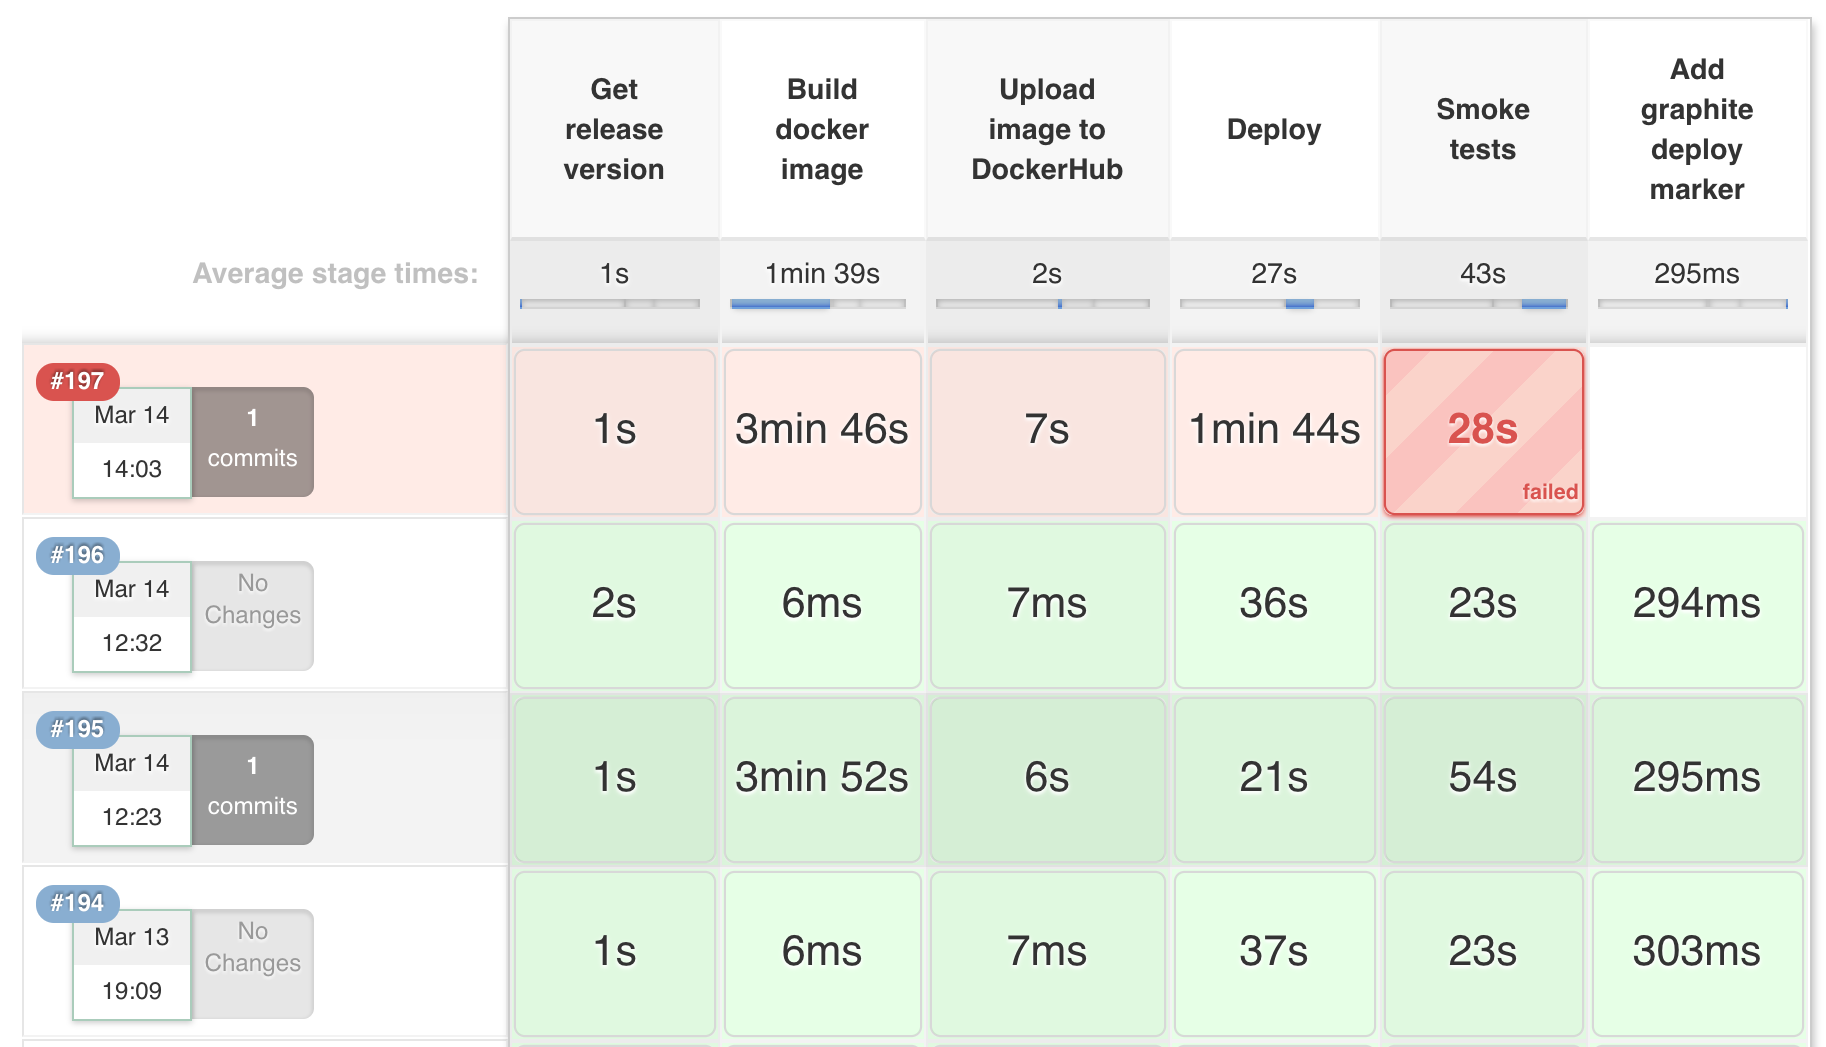 Get
release
version
Build
docker
image
Upload
image to
DockerHub
Deploy
Smoke
tests
Add
graphite
deploy
marker
Average stage times:
1s
1min 39s
2s
27s
43s
295ms
#197
Mar 14
14:03
1
commits
1s
3min 46s
7s
1min 44s
28s
failed
#196
Mar 14
12:32
No
Changes
2s
6ms
7ms
36s
23s
294ms
#195
Mar 14
12:23
1
commits
1s
3min 52s
6s
21s
54s
295ms
#194
Mar 13
19:09
No
Changes
1s
6ms
7ms
37s
23s
303ms